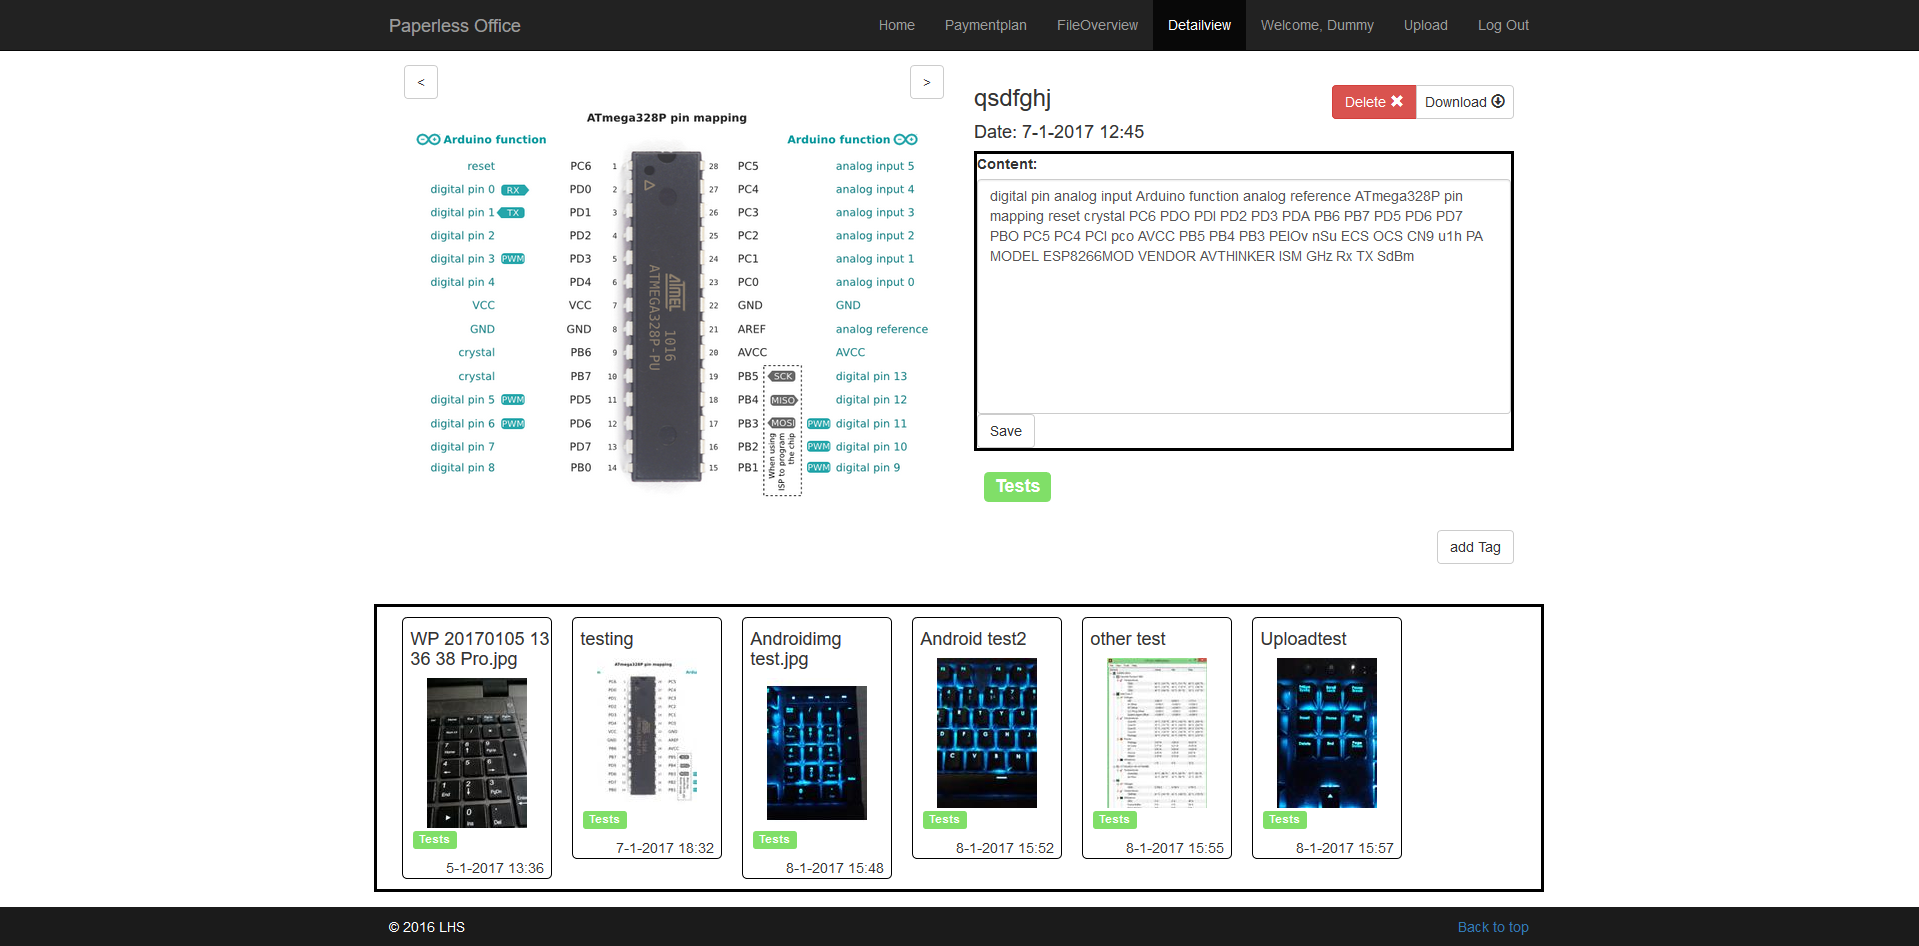 Paperless Office
Home Paymentplan FileOverview Detailview Welcome, Dummy Upload Log Out
< >
ATmega328P pin mapping
Arduino function Arduino function
reset PC6 1 28 PC5 analog input 5
digital pin 0 RX PD0 2 27 PC4 analog input 4
digital pin 1 TX PD1 3 26 PC3 analog input 3
digital pin 2 PD2 4 25 PC2 analog input 2
digital pin 3 PWM PD3 5 24 PC1 analog input 1
digital pin 4 PD4 6 23 PC0 analog input 0
VCC VCC 7 22 GND GND
GND GND 8 21 AREF analog reference
crystal PB6 9 20 AVCC AVCC
crystal PB7 10 19 PB5 SCK digital pin 13
digital pin 5 PWM PD5 11 18 PB4 MISO digital pin 12
digital pin 6 PWM PD6 12 17 PB3 MOSI PWM digital pin 11
digital pin 7 PD7 13 16 PB2 PWM digital pin 10
digital pin 8 PB0 14 15 PB1 PWM digital pin 9
When using
ISP to program
the chip
ATMEL
ATMEGA328P-PU
1016
qsdfghj
Delete Download
Date: 7-1-2017 12:45
Content:
digital pin analog input Arduino function analog reference ATmega328P pin
mapping reset crystal PC6 PDO PDI PD2 PD3 PDA PB6 PB7 PD5 PD6 PD7
PBO PC5 PC4 PCI pco AVCC PB5 PB4 PB3 PEIOv nSu ECS OCS CN9 u1h PA
MODEL ESP8266MOD VENDOR AVTHINKER ISM GHz Rx TX SdBm
Save
Tests
add Tag
WP 20170105 13
36 38 Pro.jpg
Tests
5-1-2017 13:36
testing
ATmega328P pin mapping
Tests
7-1-2017 18:32
Androidimg
test.jpg
Tests
8-1-2017 15:48
Android test2
Tests
8-1-2017 15:52
other test
Tests
8-1-2017 15:55
Uploadtest
Tests
8-1-2017 15:57
© 2016 LHS
Back to top